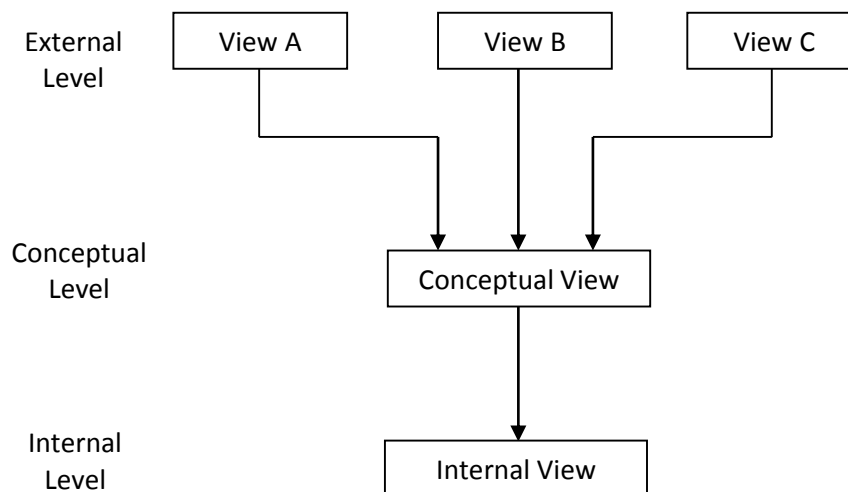 External
Level
View A
View B
View C
Conceptual
Level
Conceptual View
Internal
Level
Internal View